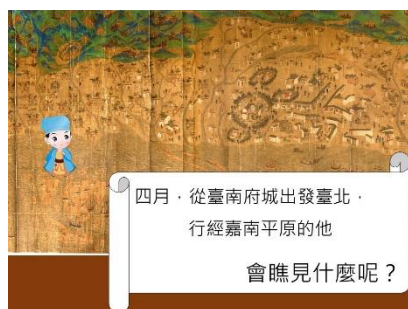 四月，從臺南府城出發臺北，
行經嘉南平原的他
會瞧見什麼呢？